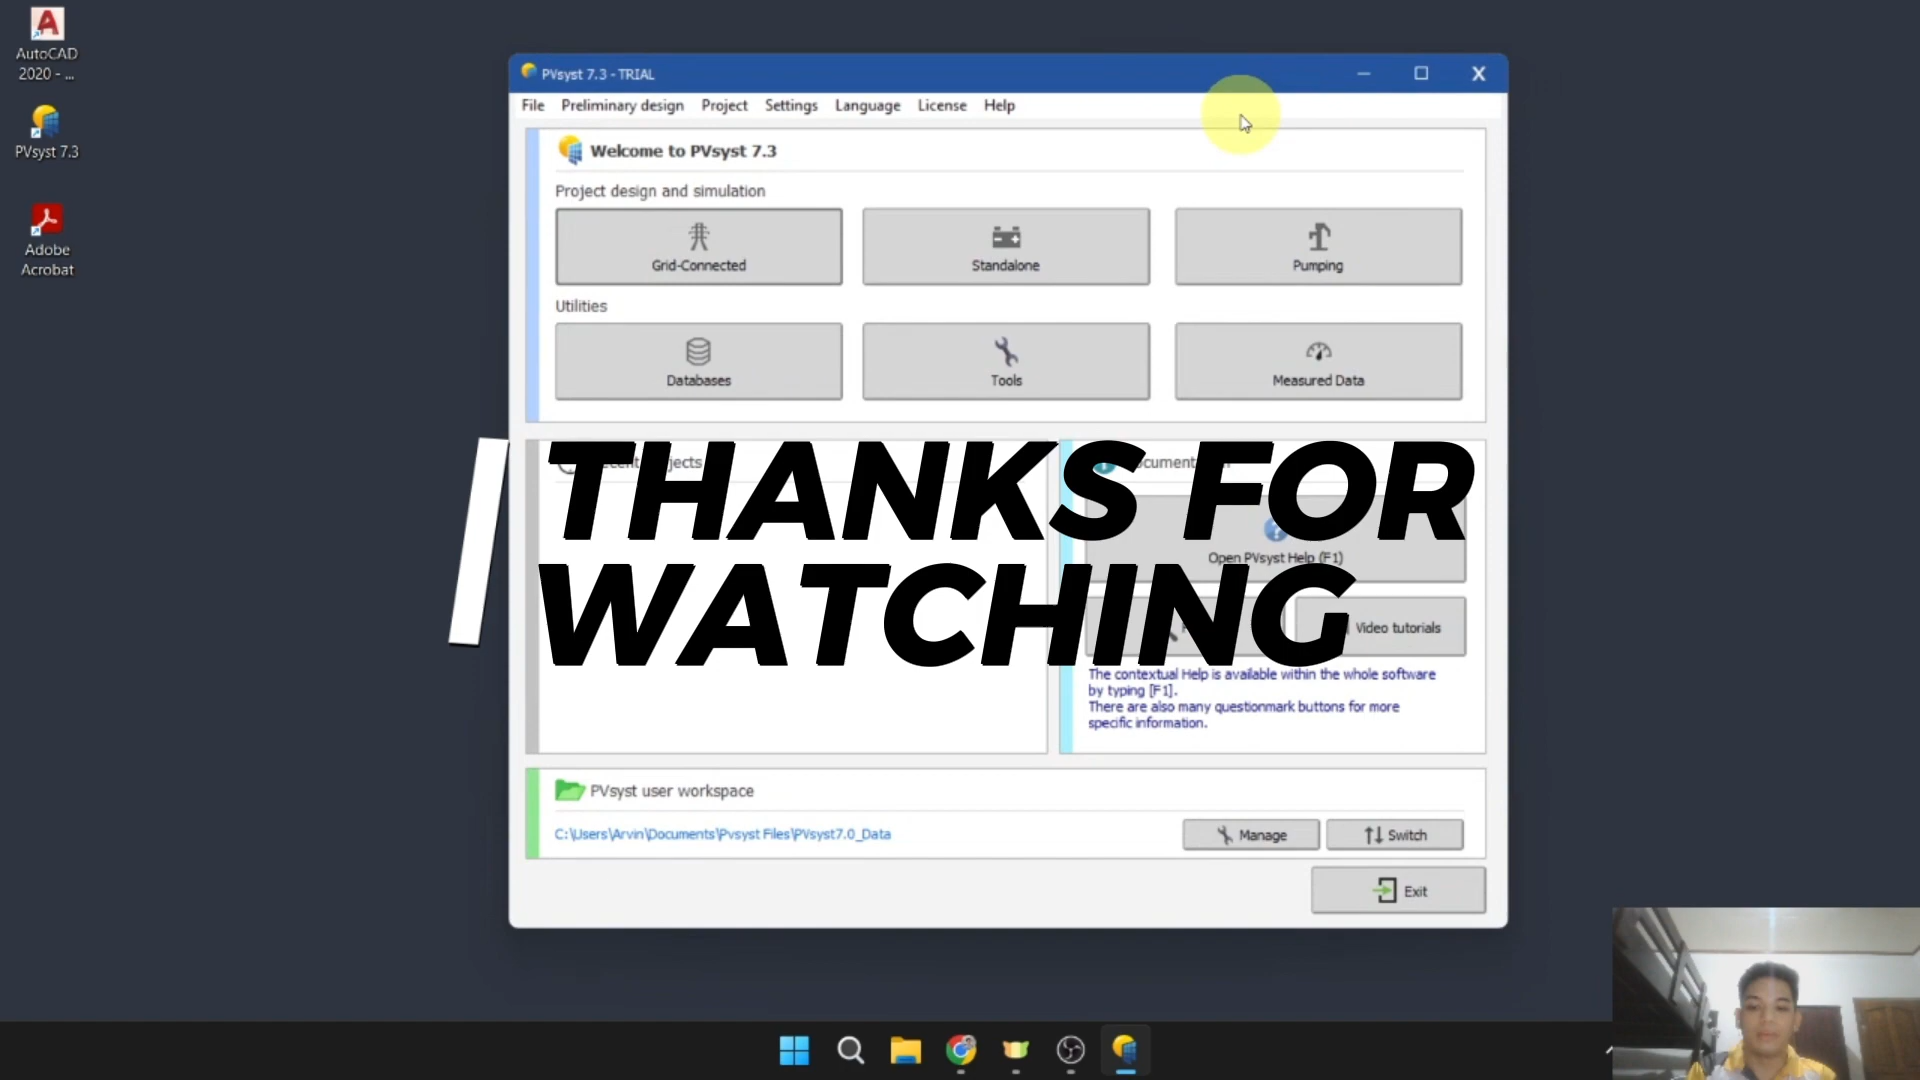 AutoCAD
2020 - ...
PVsyst 7.3
Adobe
Acrobat
PVsyst 7.3 - TRIAL
File Preliminary design Project Settings Language License Help
Welcome to PVsyst 7.3
Project design and simulation
Grid-Connected Standalone Pumping
Utilities
Databases Tools Measured Data
THANKS FOR
WATCHING
Open PVsyst Help (F1)
Video tutorials
The contextual Help is available within the whole software
by typing [F1].
There are also many questionmark buttons for more
specific information.
PVsyst user workspace
C:\Users\Arvin\Documents\Pvsyst Files\PVsyst7.0_Data
Manage Switch
Exit